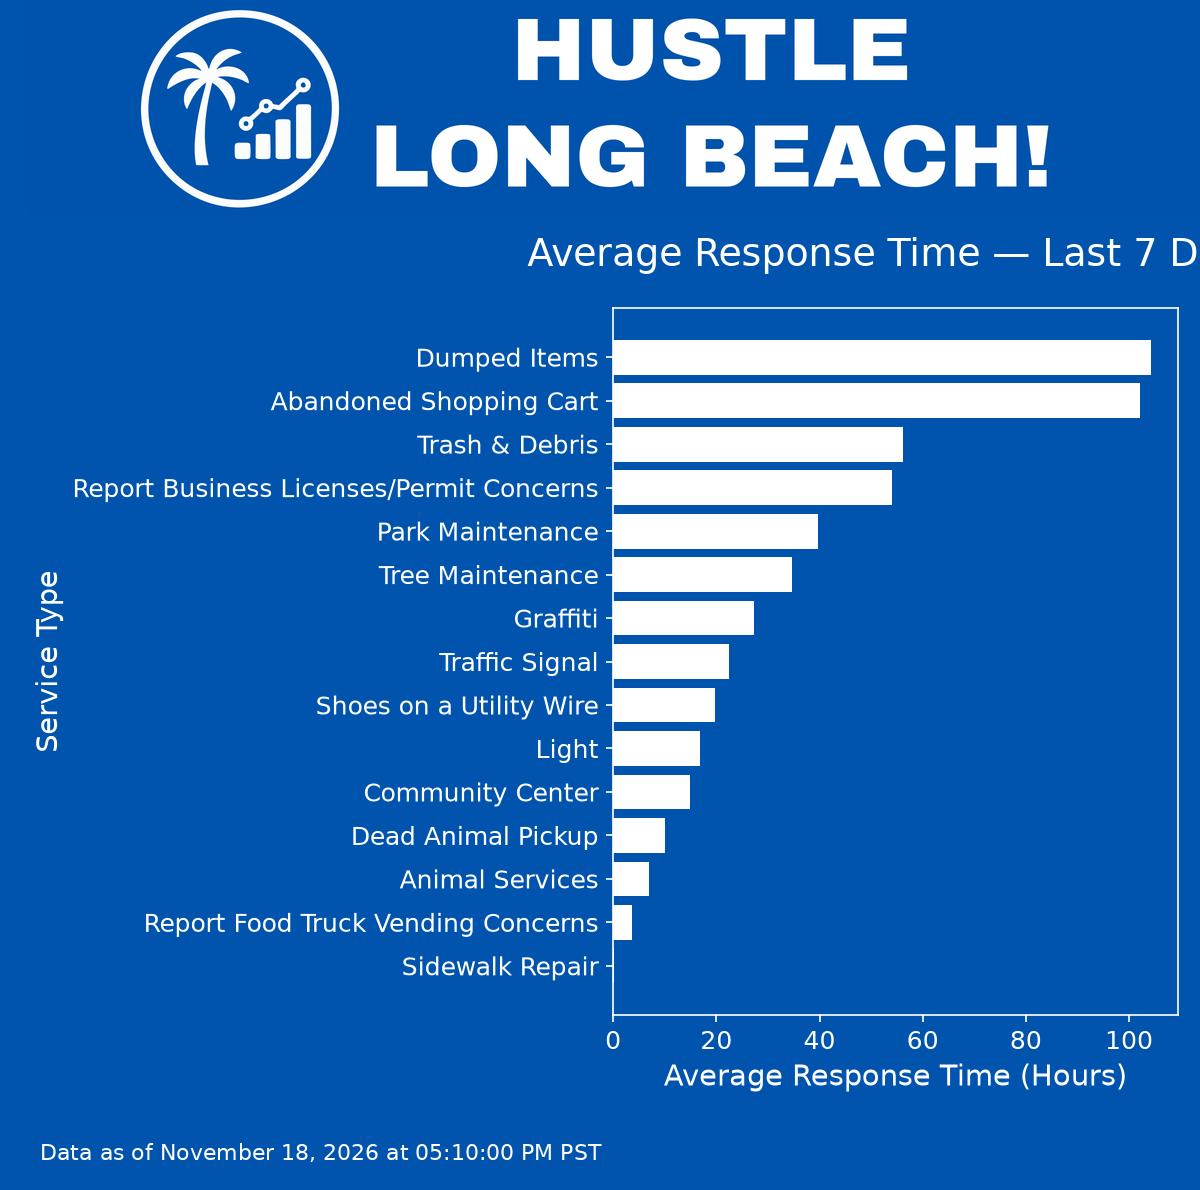 HUSTLE
LONG BEACH!
Average Response Time — Last 7 D
Dumped Items
Abandoned Shopping Cart
Trash & Debris
Report Business Licenses/Permit Concerns
Park Maintenance
Tree Maintenance
Graffiti
Traffic Signal
Shoes on a Utility Wire
Light
Community Center
Dead Animal Pickup
Animal Services
Report Food Truck Vending Concerns
Sidewalk Repair
Service Type
0 20 40 60 80 100
Average Response Time (Hours)
Data as of November 18, 2026 at 05:10:00 PM PST